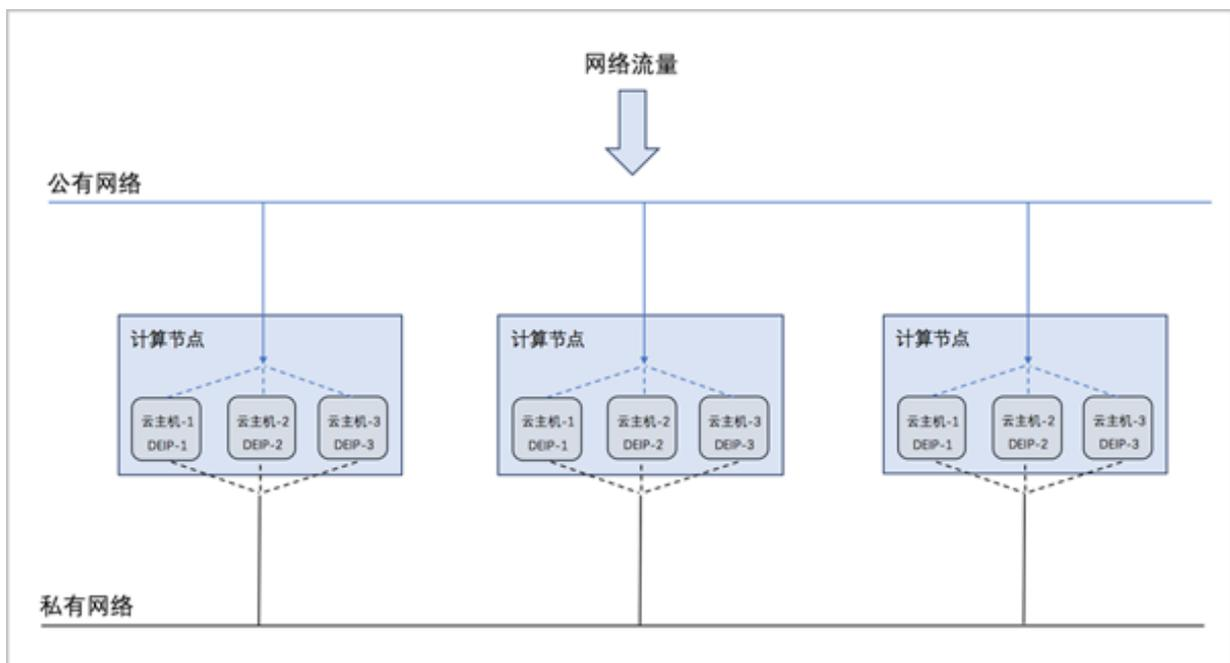 网络流量
公有网络
计算节点
计算节点
计算节点
云主机-1
DEIP-1
云主机-2
DEIP-2
云主机-3
DEIP-3
云主机-1
DEIP-1
云主机-2
DEIP-2
云主机-3
DEIP-3
云主机-1
DEIP-1
云主机-2
DEIP-2
云主机-3
DEIP-3
私有网络